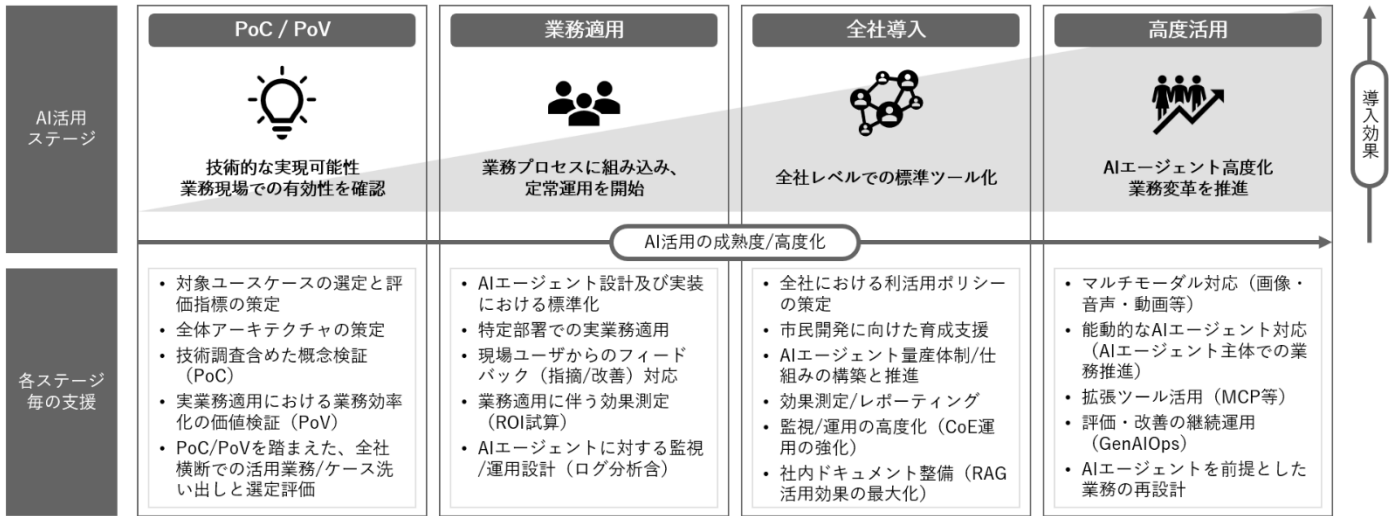 AI活用
ステージ
PoC / PoV
技術的な実現可能性
業務現場での有効性を確認
業務適用
業務プロセスに組み込み、
定常運用を開始
全社導入
全社レベルでの標準ツール化
高度活用
AIエージェント高度化
業務変革を推進
導入効果
AI活用の成熟度/高度化
各ステージ
毎の支援
• 対象ユースケースの選定と評
価指標の策定
• 全体アーキテクチャの策定
• 技術調査含めた概念検証
（PoC）
• 実業務適用における業務効率
化の価値検証（PoV）
• PoC/PoVを踏まえた、全社
横断での活用業務/ケース洗
い出しと選定評価
• AIエージェント設計及び実装
における標準化
• 特定部署での実業務適用
• 現場ユーザからのフィード
バック（指摘/改善）対応
• 業務適用に伴う効果測定
（ROI試算）
• AIエージェントに対する監視
/運用設計（ログ分析含）
• 全社における利活用ポリシー
の策定
• 市民開発に向けた育成支援
• AIエージェント量産体制/仕
組みの構築と推進
• 効果測定/レポーティング
• 監視/運用の高度化（CoE運
用の強化）
• 社内ドキュメント整備（RAG
活用効果の最大化）
• マルチモーダル対応（画像・
音声・動画等）
• 能動的なAIエージェント対応
（AIエージェント主体での業
務推進）
• 拡張ツール活用（MCP等）
• 評価・改善の継続運用
（GenAIOps）
• AIエージェントを前提とした
業務の再設計